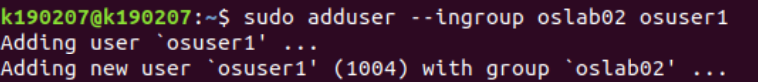 k190207@k190207:~$ sudo adduser --ingroup oslab02 osuser1
Adding user `osuser1' ...
Adding new user `osuser1' (1004) with group `oslab02' ...